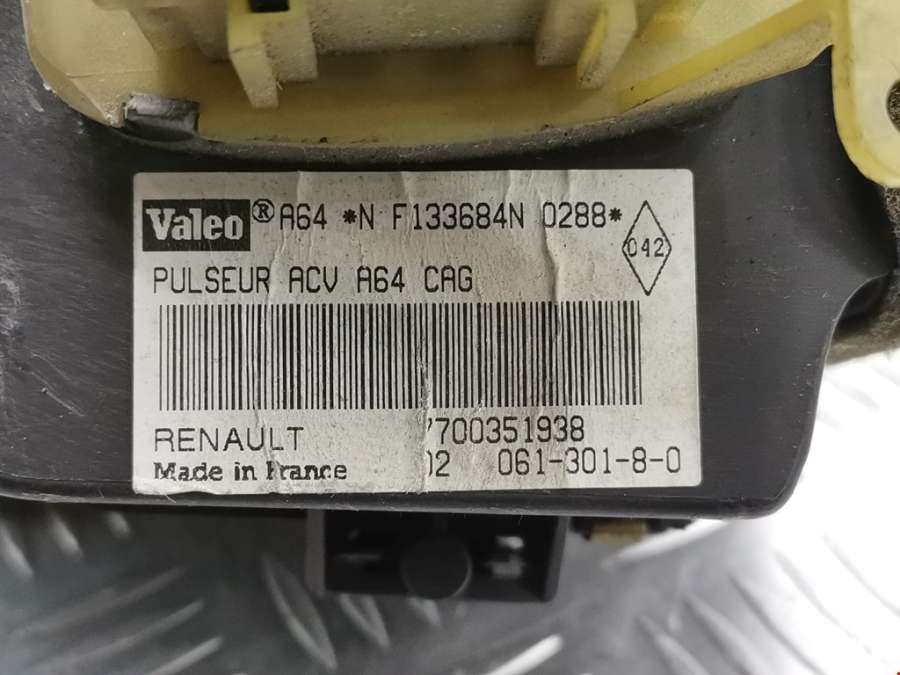 Valeo® A64 *N F133684N 0288*
042
PULSEUR ACV A64 CAG
RENAULT 7700351938
Made in France 02 061-301-8-0